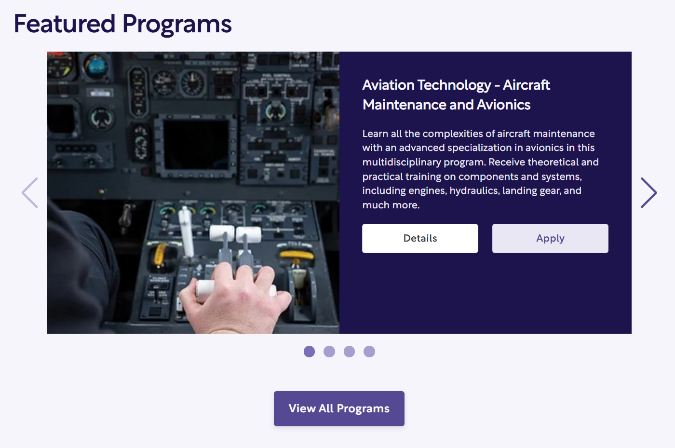 Featured Programs
Aviation Technology - Aircraft
Maintenance and Avionics
Learn all the complexities of aircraft maintenance
with an advanced specialization in avionics in this
multidisciplinary program. Receive theoretical and
practical training on components and systems,
including engines, hydraulics, landing gear, and
much more.
Details
Apply
View All Programs